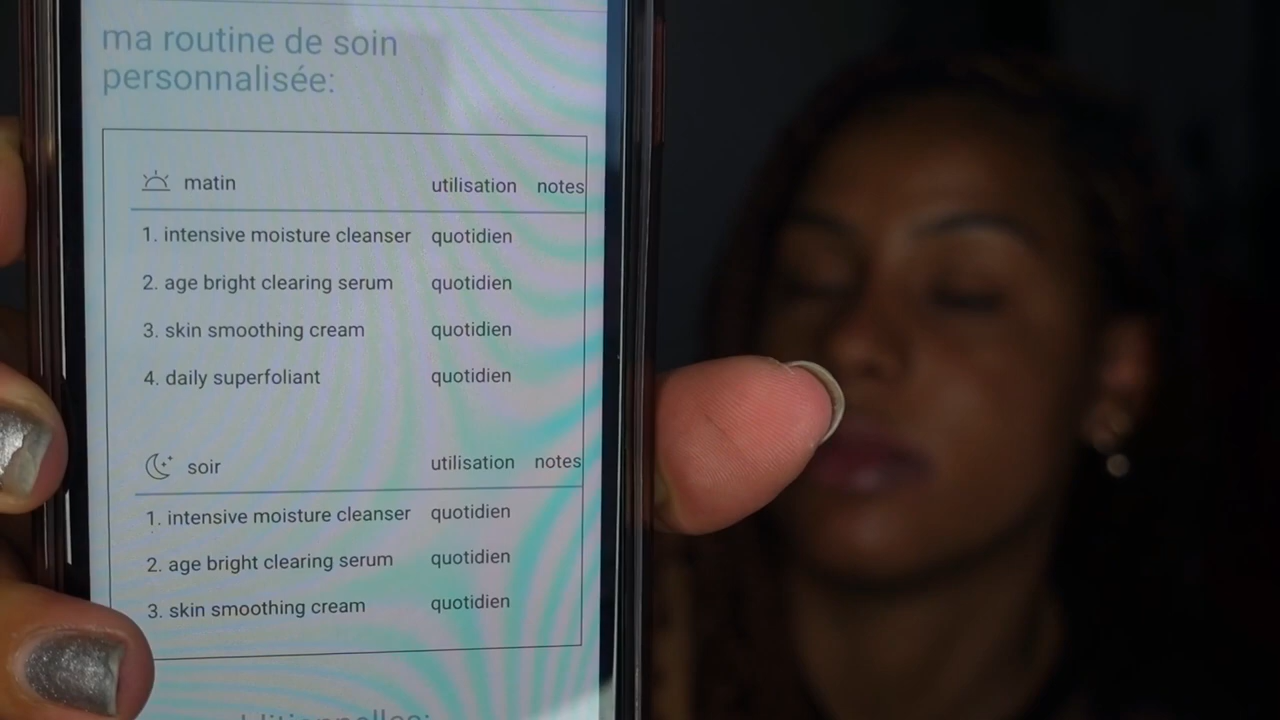 ma routine de soin
personnalisée:
matin utilisation notes
1. intensive moisture cleanser quotidien
2. age bright clearing serum quotidien
3. skin smoothing cream quotidien
4. daily superfoliant quotidien
soir utilisation notes
1. intensive moisture cleanser quotidien
2. age bright clearing serum quotidien
3. skin smoothing cream quotidien